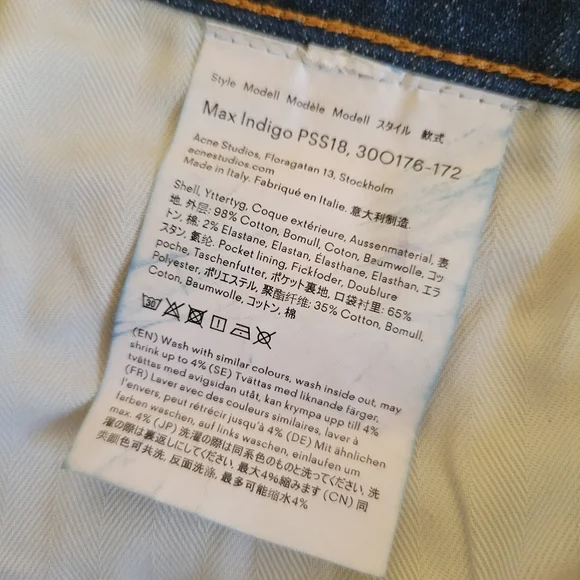 Style Modell Modèle Modell スタイル 款式
Max Indigo PSS18, 30O176-172
Acne Studios, Floragatan 13, Stockholm
acnestudios.com
Made in Italy. Fabriqué en Italie. 意大利制造.
Shell, Yttertyg, Coque extérieure, Aussenmaterial, 表
地, 外层: 98% Cotton, Bomull, Coton, Baumwolle, コッ
トン, 棉: 2% Elastane, Elastan, Élasthane, Elasthan, エラ
スタン, 氨纶. Pocket lining, Fickfoder, Doublure
poche, Taschenfutter, ポケット裏地, 口袋衬里: 65%
Polyester, ポリエステル, 聚酯纤维: 35% Cotton, Bomull,
Coton, Baumwolle, コットン, 棉
30
(EN) Wash with similar colours, wash inside out, may
shrink up to 4% (SE) Tvättas med liknande färger,
tvättas med avigsidan utåt, kan krympa upp till 4%
(FR) Laver avec des couleurs similaires, laver à
l'envers, peut rétrécir jusqu'à 4% (DE) Mit ähnlichen
farben waschen, auf links waschen, einlaufen um
max. 4% (JP) 洗濯の際は同系色のものと洗ってください, 洗
濯の際は裏返しにしてください, 最大4%縮みます (CN) 同
类颜色可共洗, 反面洗涤, 最多可能缩水4%